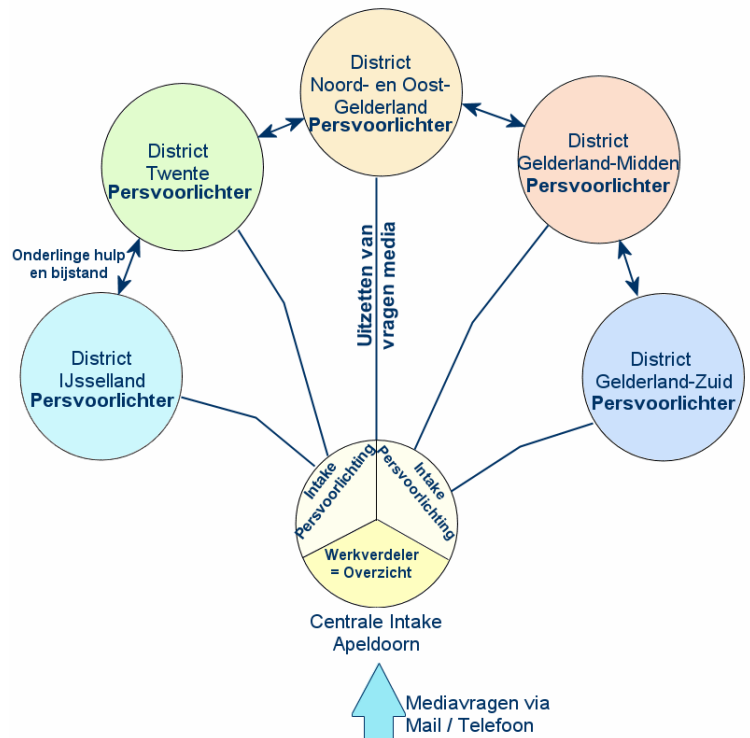 District
Noord- en Oost-
Gelderland
Persvoorlichter
District
Twente
Persvoorlichter
District
Gelderland-Midden
Persvoorlichter
Onderlinge hulp
en bijstand
Uitzetten van
vragen media
District
IJsselland
Persvoorlichter
District
Gelderland-Zuid
Persvoorlichter
Intake
Persvoorlichting
Intake
Persvoorlichting
Werkverdeler
= Overzicht
Centrale Intake
Apeldoorn
Mediavragen via
Mail / Telefoon